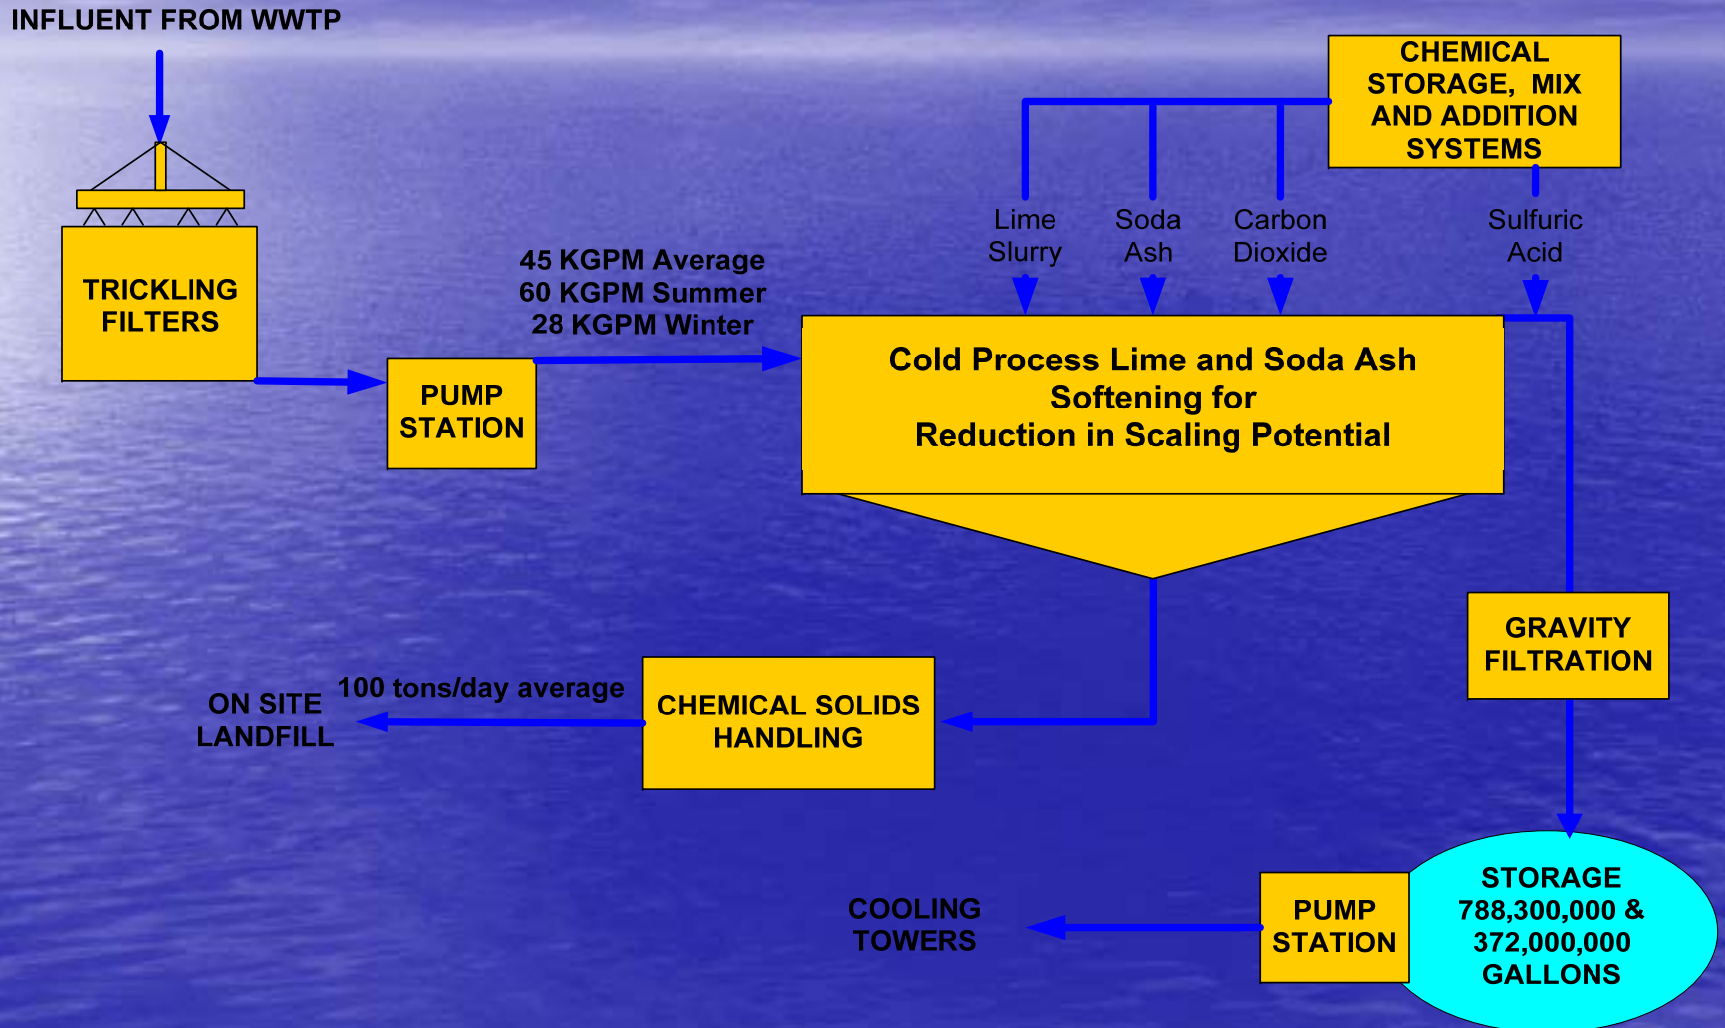 INFLUENT FROM WWTP
CHEMICAL
STORAGE, MIX
AND ADDITION
SYSTEMS
Lime
Slurry
Soda
Ash
Carbon
Dioxide
Sulfuric
Acid
TRICKLING
FILTERS
45 KGPM Average
60 KGPM Summer
28 KGPM Winter
PUMP
STATION
Cold Process Lime and Soda Ash
Softening for
Reduction in Scaling Potential
GRAVITY
FILTRATION
ON SITE
LANDFILL
100 tons/day average
CHEMICAL SOLIDS
HANDLING
COOLING
TOWERS
PUMP
STATION
STORAGE
788,300,000 &
372,000,000
GALLONS